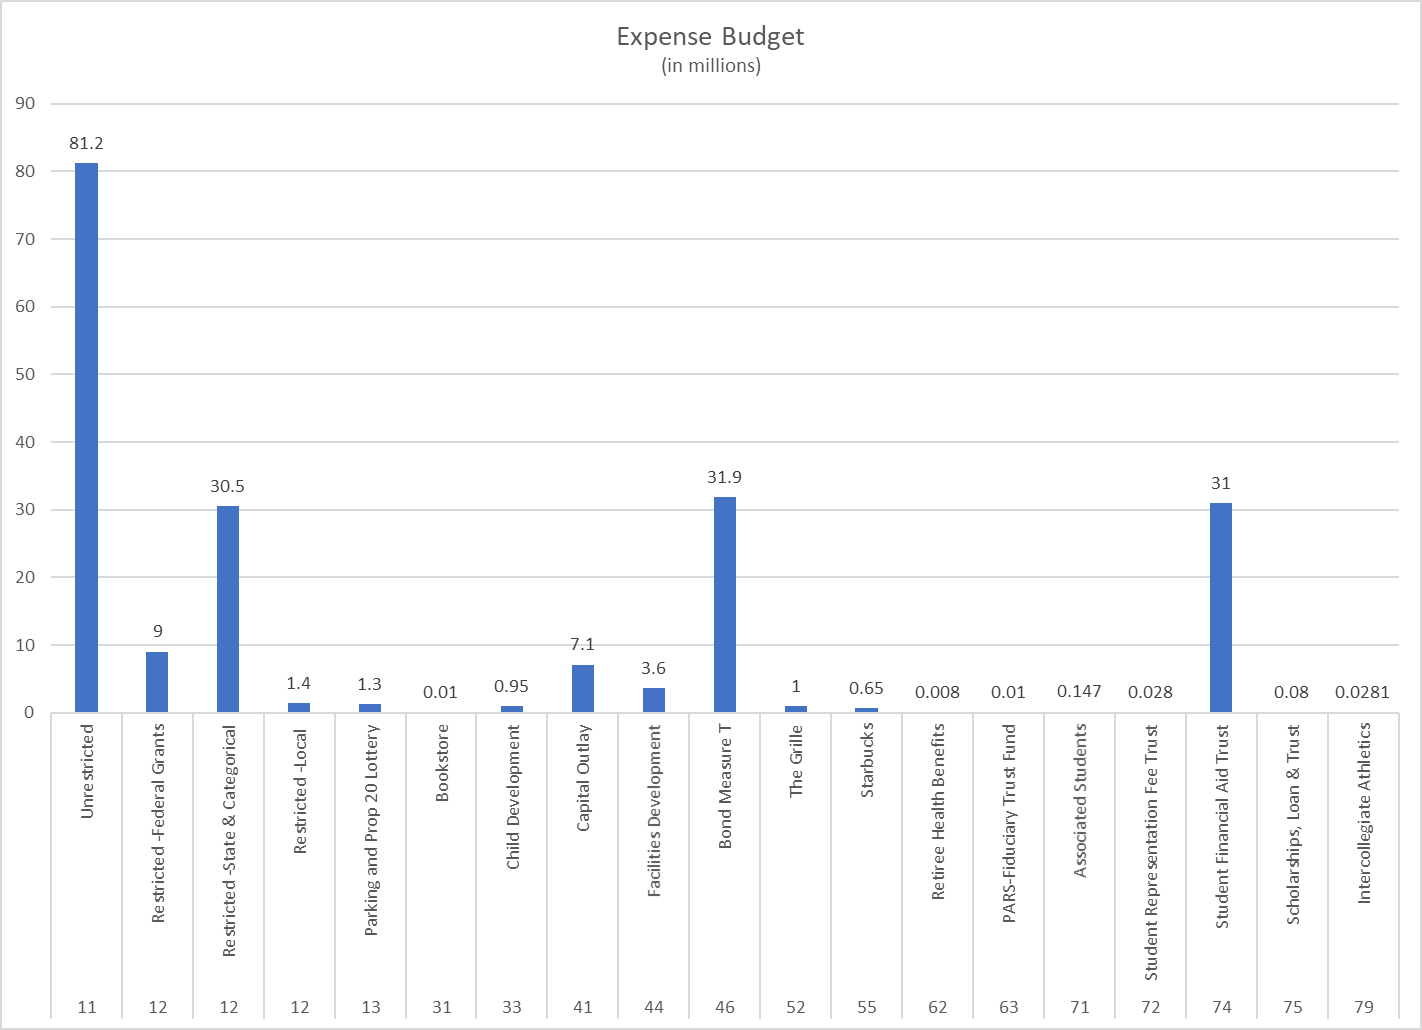 Expense Budget
(in millions)
90
80
70
60
50
40
30
20
10
0
81.2
9
30.5
1.4
1.3
0.01
0.95
7.1
3.6
31.9
1
0.65
0.008
0.01
0.147
0.028
31
0.08
0.0281
Unrestricted
Restricted -Federal Grants
Restricted -State & Categorical
Restricted -Local
Parking and Prop 20 Lottery
Bookstore
Child Development
Capital Outlay
Facilities Development
Bond Measure T
The Grille
Starbucks
Retiree Health Benefits
PARS-Fiduciary Trust Fund
Associated Students
Student Representation Fee Trust
Student Financial Aid Trust
Scholarships, Loan & Trust
Intercollegiate Athletics
11
12
12
12
13
31
33
41
44
46
52
55
62
63
71
72
74
75
79